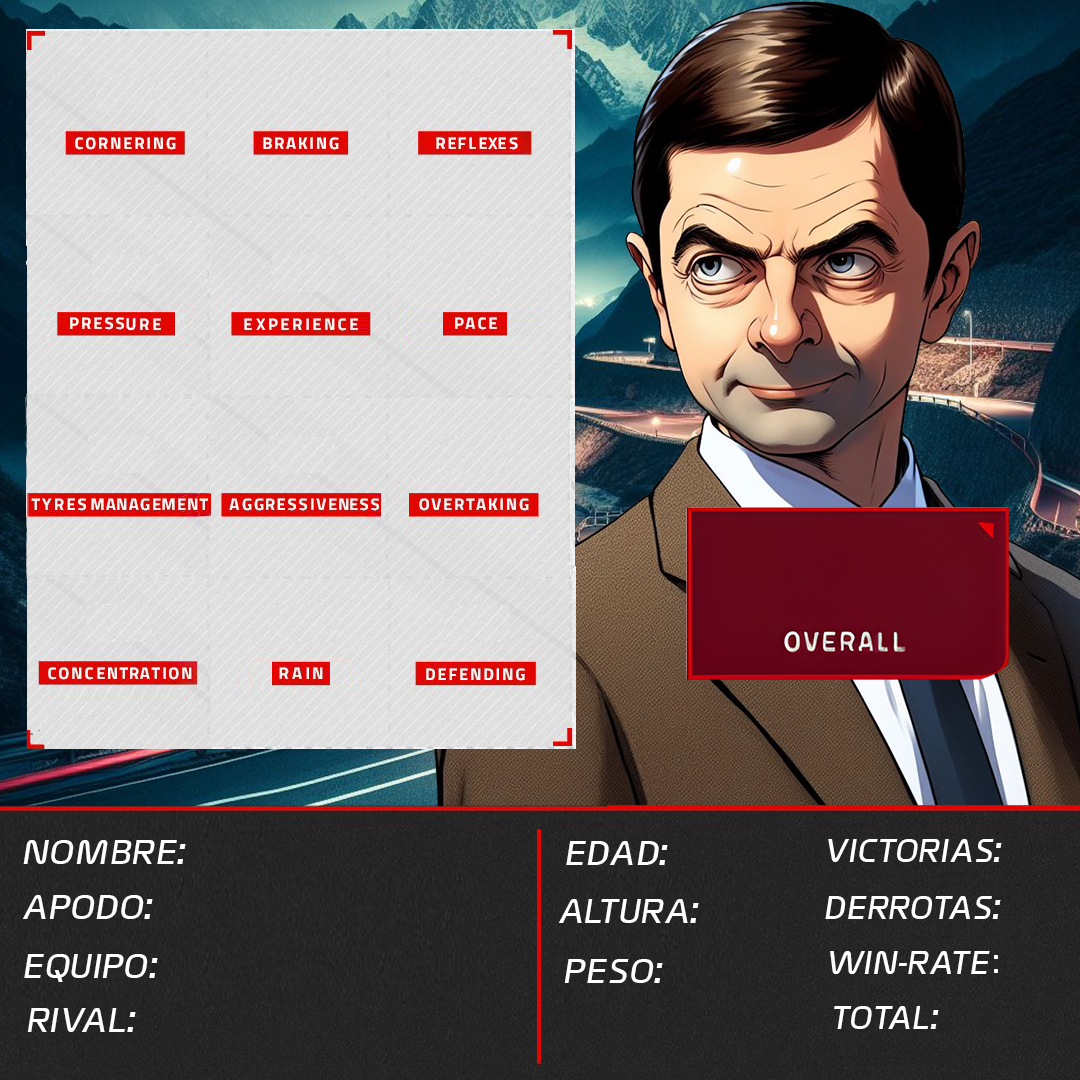 CORNERING BRAKING REFLEXES
PRESSURE EXPERIENCE PACE
TYRES MANAGEMENT AGGRESSIVENESS OVERTAKING
CONCENTRATION RAIN DEFENDING
OVERALL
NOMBRE:
APODO:
EQUIPO:
RIVAL:
EDAD:
ALTURA:
PESO:
VICTORIAS:
DERROTAS:
WIN-RATE:
TOTAL: